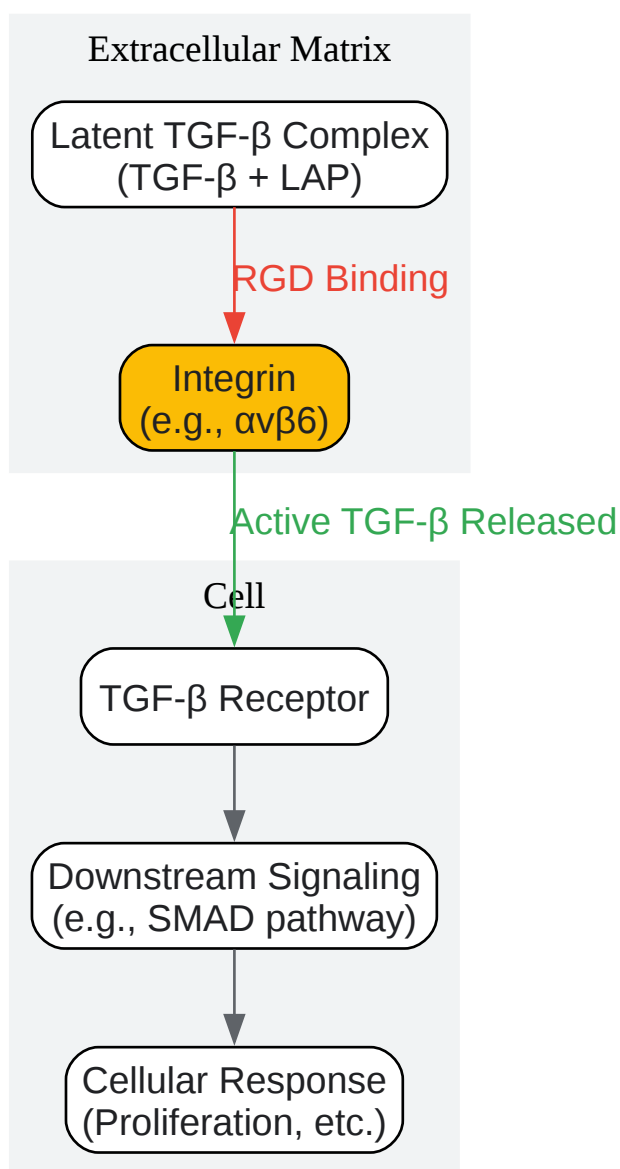 Extracellular Matrix
Latent TGF-β Complex
(TGF-β + LAP)
RGD Binding
Integrin
(e.g., αvβ6)
Active TGF-β Released
Cell
TGF-β Receptor
Downstream Signaling
(e.g., SMAD pathway)
Cellular Response
(Proliferation, etc.)